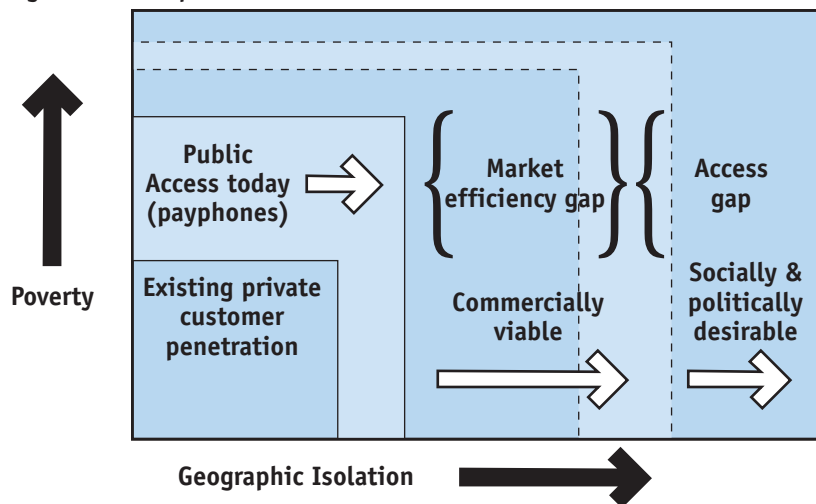 Public
Access today
(payphones)
Market
efficiency gap
Access
gap
Poverty
Existing private
customer
penetration
Commercially
viable
Socially &
politically
desirable
Geographic Isolation